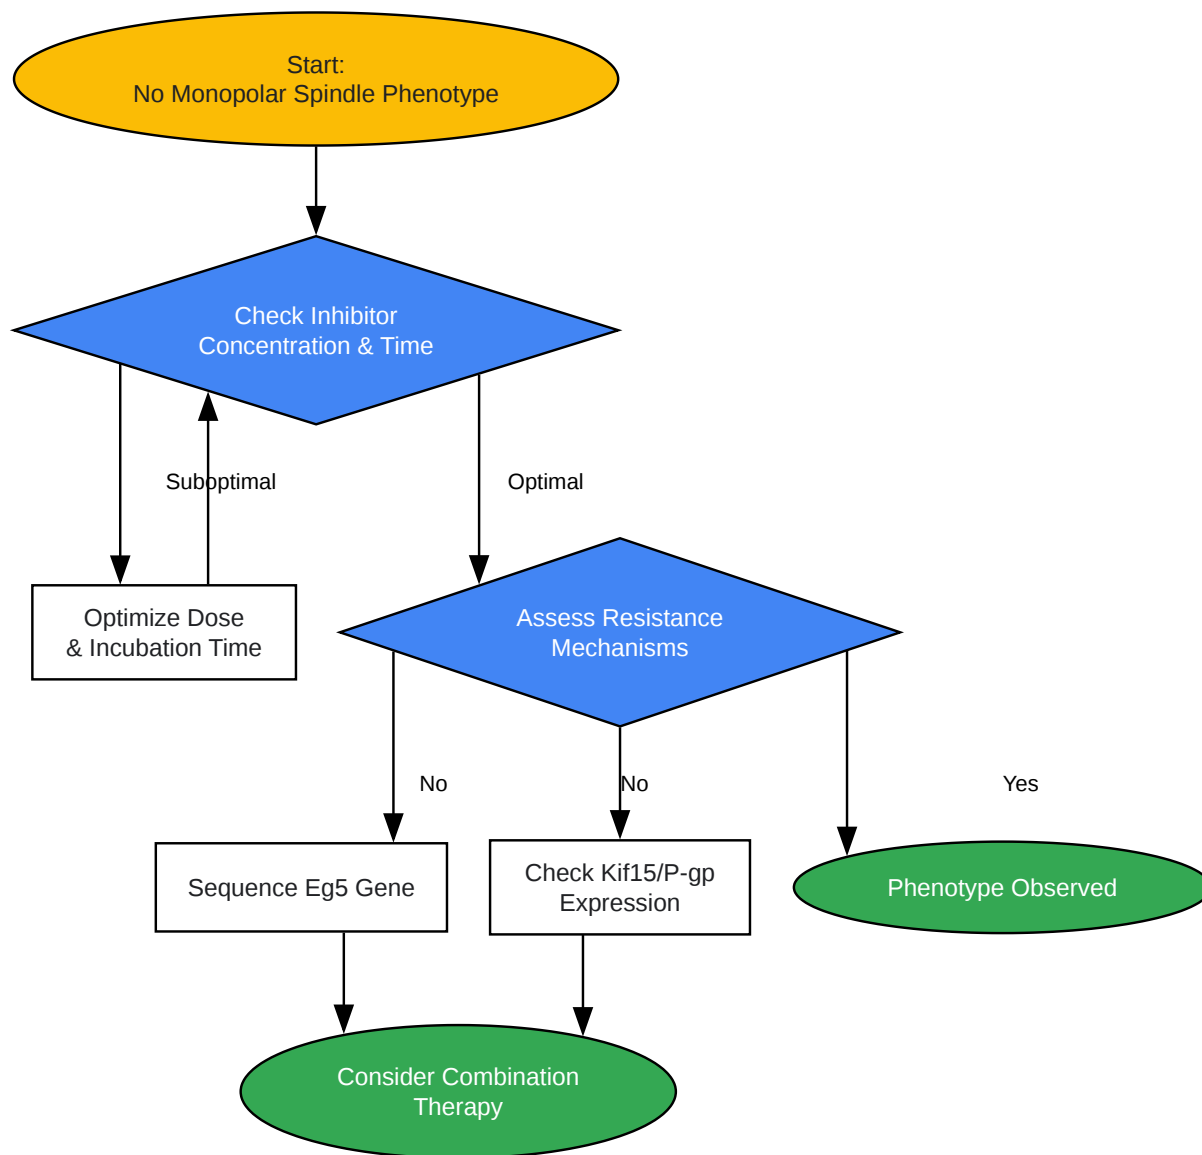 Start:
No Monopolar Spindle Phenotype
Check Inhibitor
Concentration & Time
Suboptimal
Optimal
Optimize Dose
& Incubation Time
Assess Resistance
Mechanisms
No
No
Yes
Sequence Eg5 Gene
Check Kif15/P-gp
Expression
Phenotype Observed
Consider Combination
Therapy